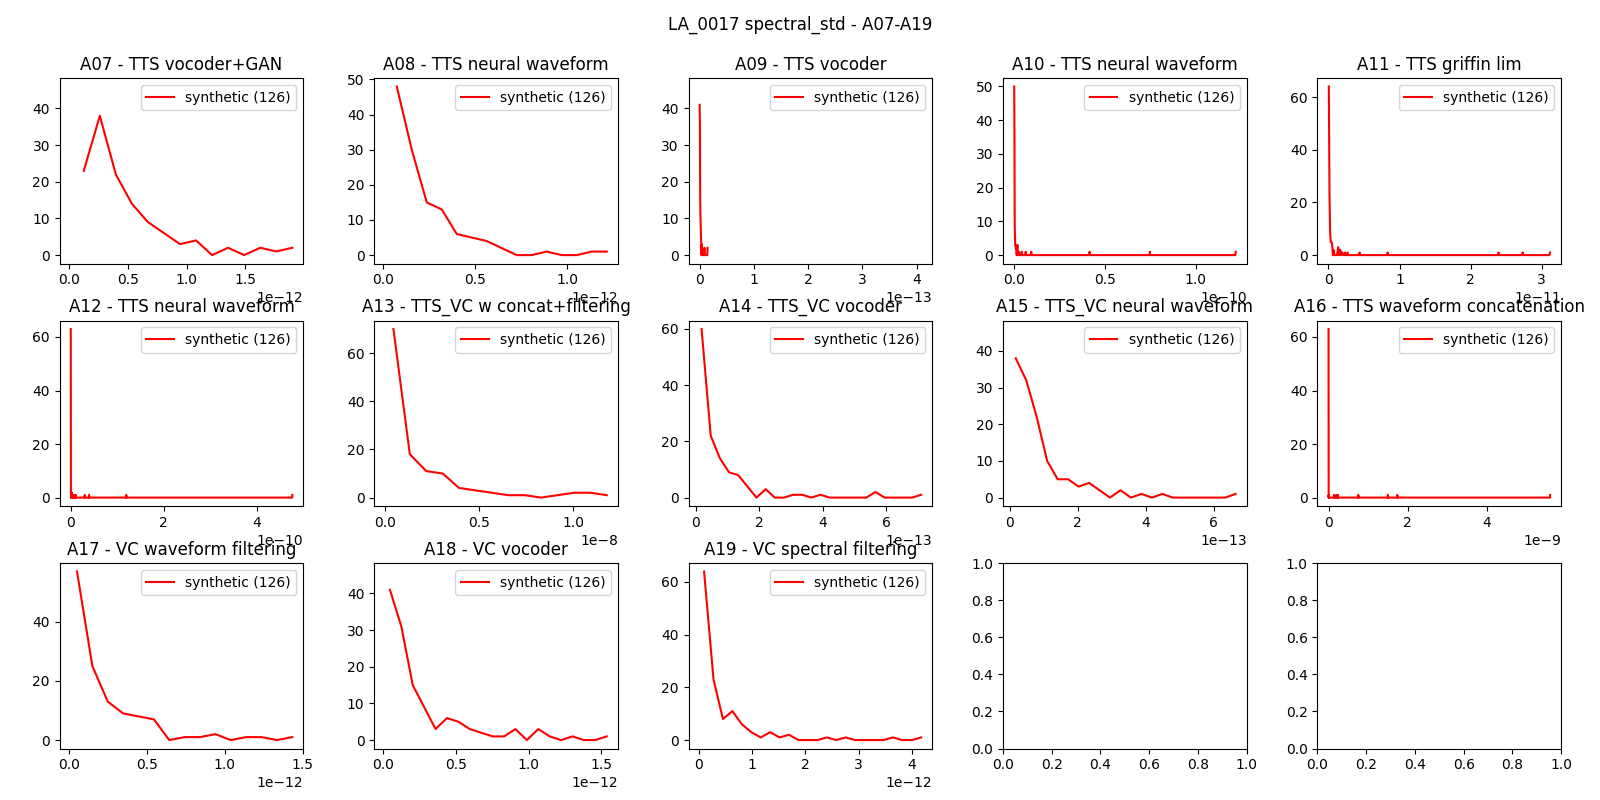 LA_0017 spectral_std - A07-A19
A07 - TTS vocoder+GAN
synthetic (126)
40
30
20
10
0
0.0 0.5 1.0 1.5
1e−12
A08 - TTS neural waveform
synthetic (126)
50
40
30
20
10
0
0.0 0.5 1.0
1e−12
A09 - TTS vocoder
synthetic (126)
40
30
20
10
0
0 1 2 3 4
1e−13
A10 - TTS neural waveform
synthetic (126)
50
40
30
20
10
0
0.0 0.5 1.0
1e−10
A11 - TTS griffin lim
synthetic (126)
60
40
20
0
0 1 2 3
1e−11
A12 - TTS neural waveform
synthetic (126)
60
40
20
0
0 2 4
1e−10
A13 - TTS_VC w concat+filtering
synthetic (126)
60
40
20
0
0.0 0.5 1.0
1e−8
A14 - TTS_VC vocoder
synthetic (126)
60
40
20
0
0 2 4 6
1e−13
A15 - TTS_VC neural waveform
synthetic (126)
40
30
20
10
0
0 2 4 6
1e−13
A16 - TTS waveform concatenation
synthetic (126)
60
40
20
0
0 2 4
1e−9
A17 - VC waveform filtering
synthetic (126)
40
20
0
0.0 0.5 1.0 1.5
1e−12
A18 - VC vocoder
synthetic (126)
40
30
20
10
0
0.0 0.5 1.0 1.5
1e−12
A19 - VC spectral filtering
synthetic (126)
60
40
20
0
0 1 2 3 4
1e−12
1.0
0.8
0.6
0.4
0.2
0.0
0.0 0.2 0.4 0.6 0.8 1.0
1.0
0.8
0.6
0.4
0.2
0.0
0.0 0.2 0.4 0.6 0.8 1.0